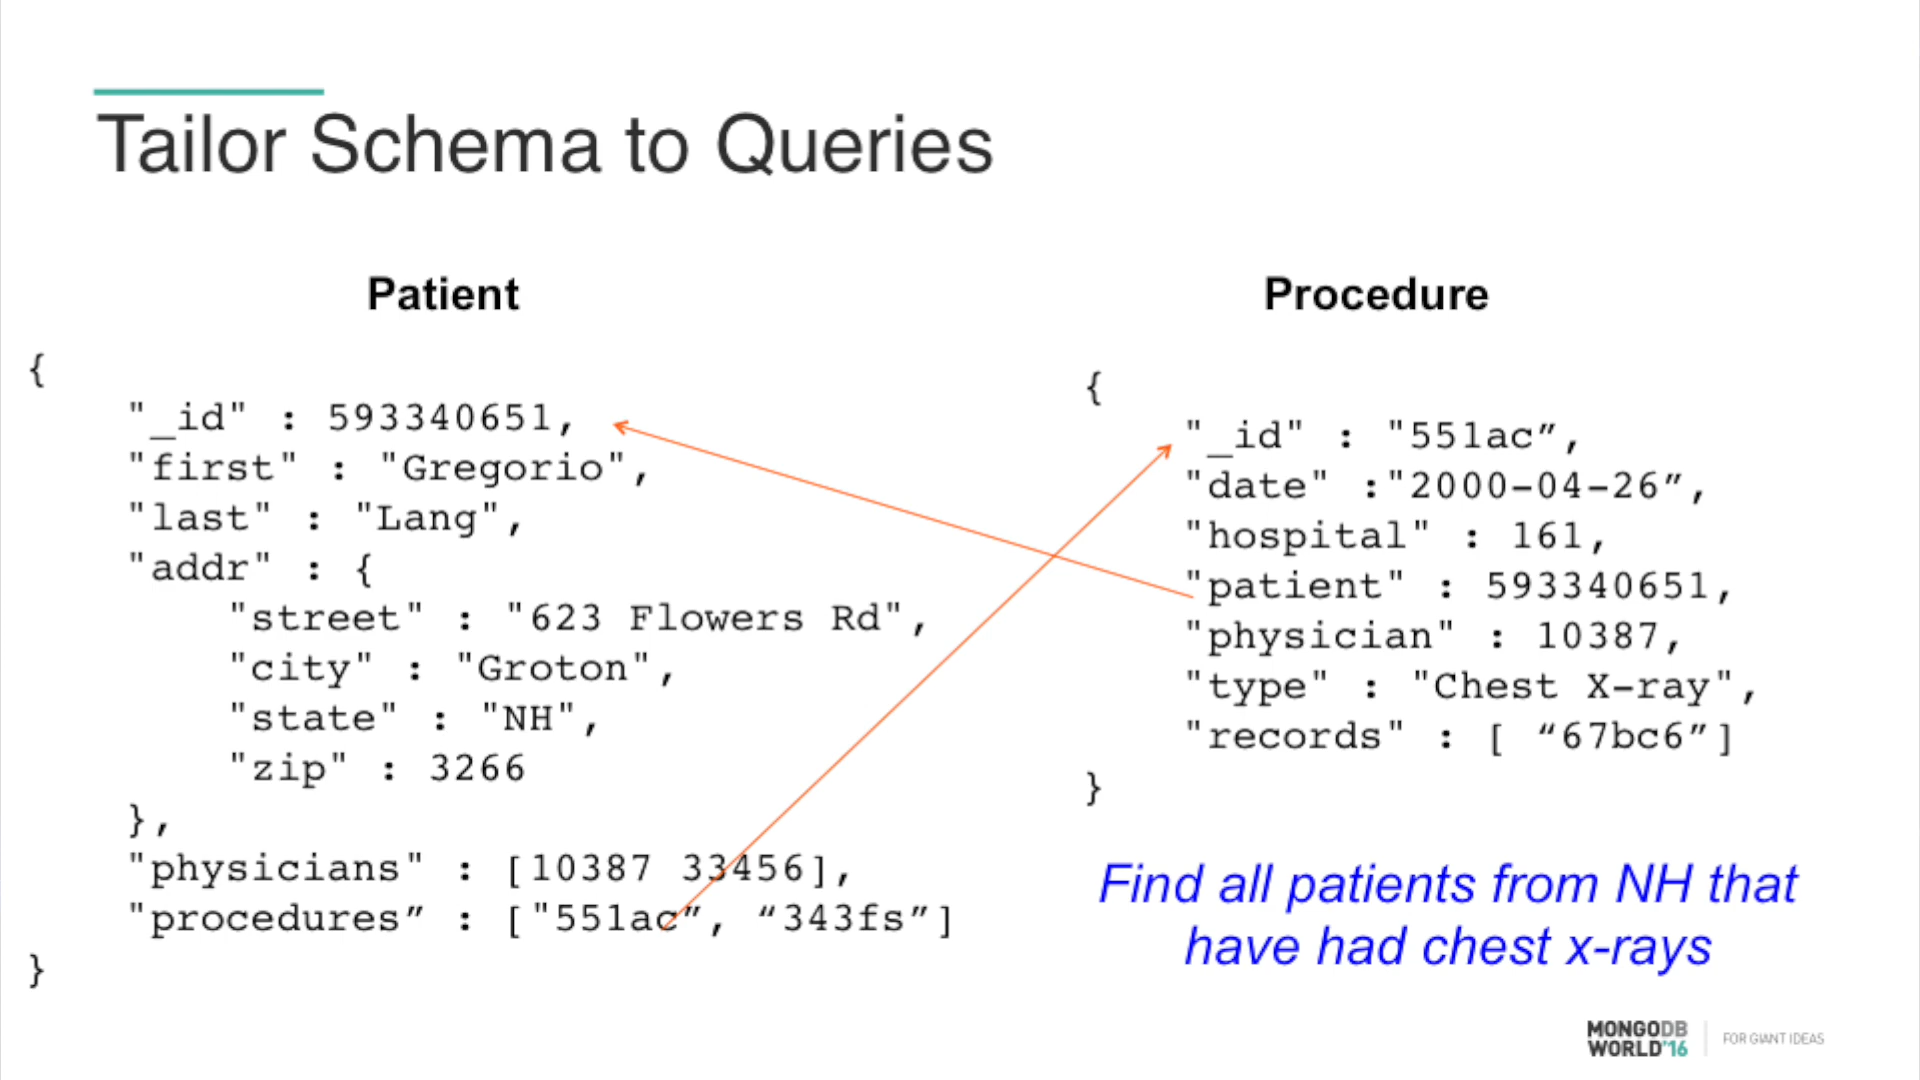 Tailor Schema to Queries
Patient
{
"_id" : 593340651,
"first" : "Gregorio",
"last" : "Lang",
"addr" : {
"street" : "623 Flowers Rd",
"city" : "Groton",
"state" : "NH",
"zip" : 3266
},
"physicians" : [10387 33456],
"procedures” : ["551ac”, “343fs”]
}
Procedure
{
"_id" : "551ac”,
"date" :"2000-04-26”,
"hospital" : 161,
"patient" : 593340651,
"physician" : 10387,
"type" : "Chest X-ray",
"records" : [ “67bc6”]
}
Find all patients from NH that
have had chest x-rays
MONGODB
WORLD'16
FOR GIANT IDEAS